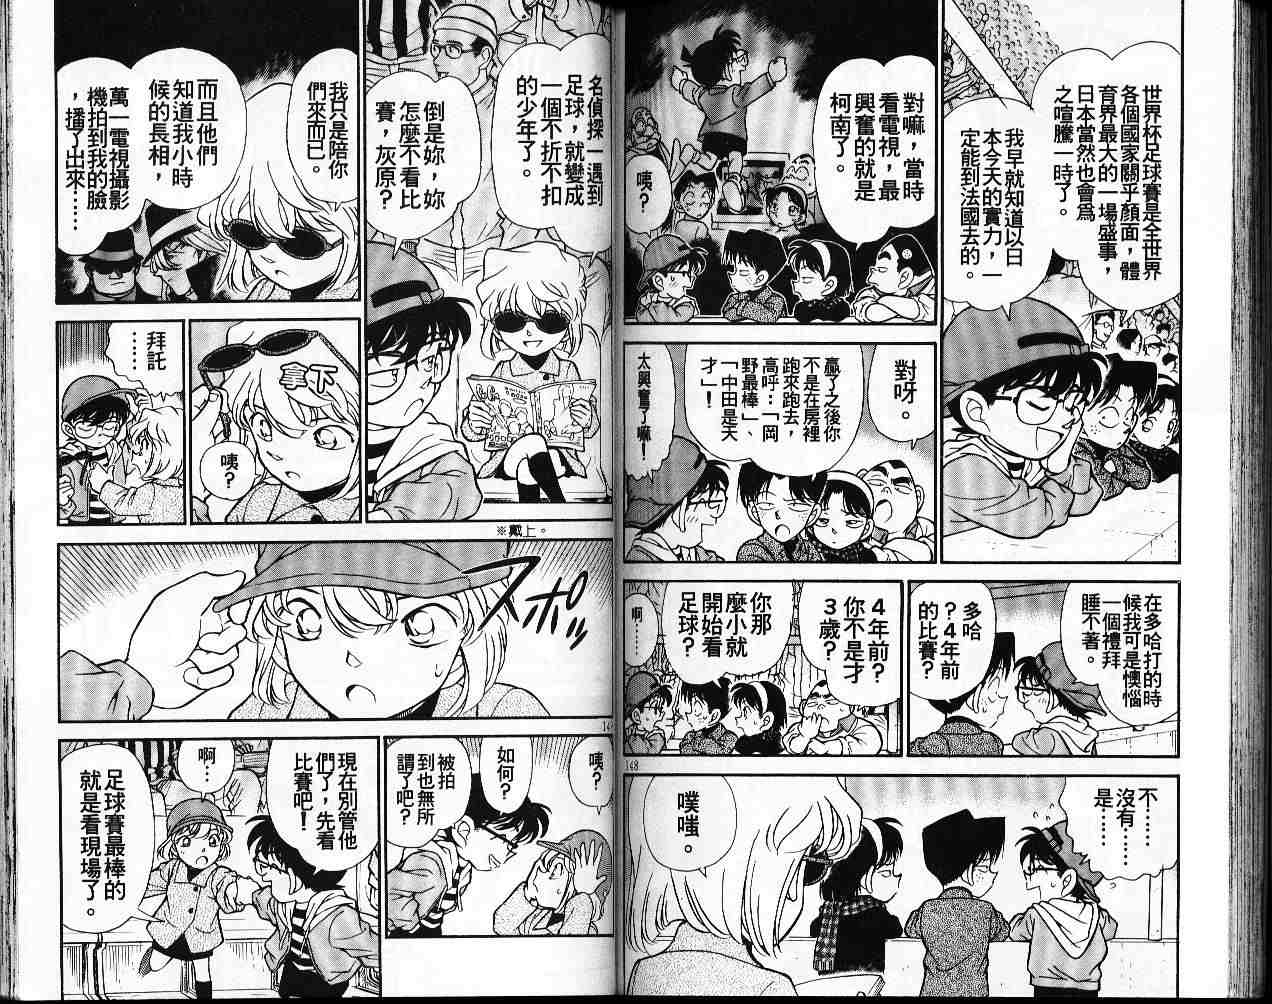 世界杯足球賽是全世界
各個國家關乎顏面，體
育界最大的一場盛事，
日本當然也會為
之喧騰一時了。
我早就知道以日
本今天的實力，一
定能到法國去的。
對嘛，當時
看電視，最
興奮的就是
柯南了。
咦？
對呀。
贏了之後你
不是在房裡
跑來跑去，
高呼：「岡
野最棒」、
「中田是天
才」！
太興奮了嘛！
在多哈打的時
候我可是懊惱
一個禮拜
睡不著。
多哈
？4年前
的比賽？
4年前？
你不是才
3歲？
你那
麼小就
開始看
足球？
啊……
不……
沒有……
是……
噗嗤。
148
名偵探一遇到
足球，就變成
一個不折不扣
的少年了。
倒是妳，妳
怎麼不看比
賽，灰原？
我只是陪你
們來而已。
而且他們
知道我小時
候的長相，
萬一電視攝影
機拍到我的臉
，播了出來……
拿下
咦？
拜託
……
※戴上。
スポッ
14
咦？
如何？
被拍
到也無所
謂了吧？
現在別管他
們了，先看
比賽吧！
啊…
足球賽最棒的
就是看現場了。